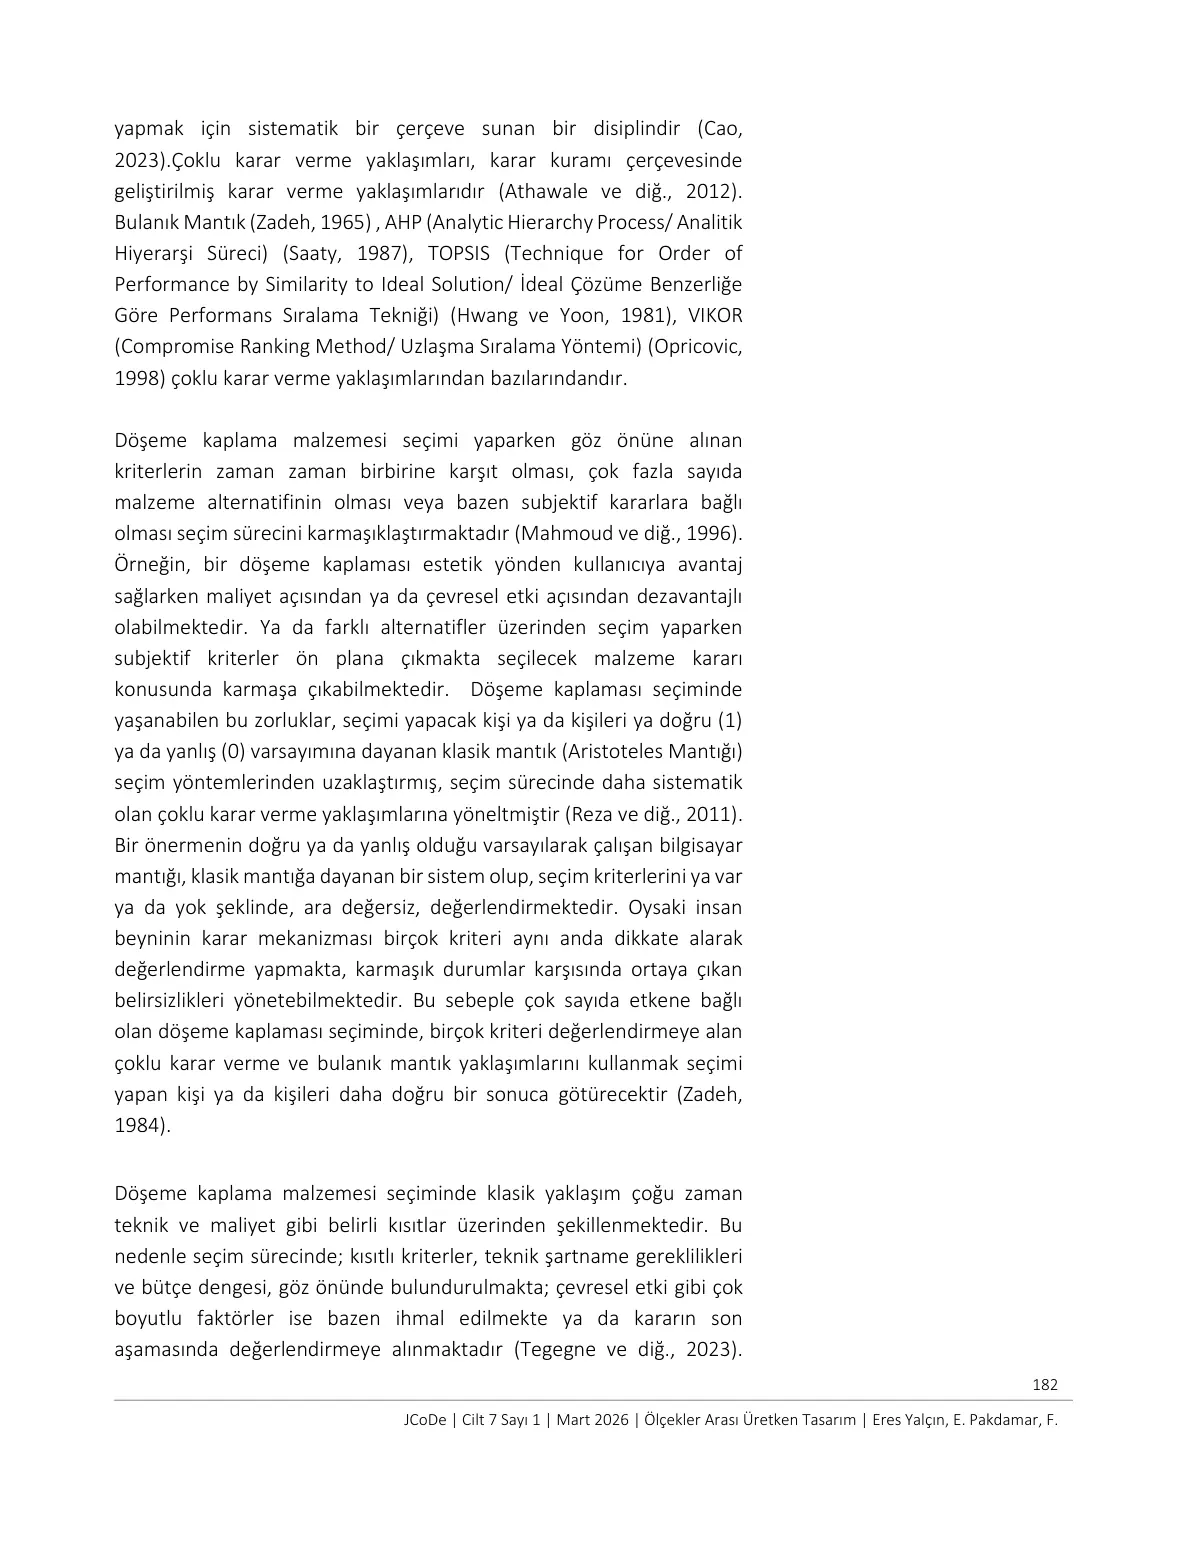 yapmak için sistematik bir çerçeve sunan bir disiplindir (Cao,
2023).Çoklu karar verme yaklaşımları, karar kuramı çerçevesinde
geliştirilmiş karar verme yaklaşımlarıdır (Athawale ve diğ., 2012).
Bulanık Mantık (Zadeh, 1965) , AHP (Analytic Hierarchy Process/ Analitik
Hiyerarşi Süreci) (Saaty, 1987), TOPSIS (Technique for Order of
Performance by Similarity to Ideal Solution/ İdeal Çözüme Benzerliğe
Göre Performans Sıralama Tekniği) (Hwang ve Yoon, 1981), VIKOR
(Compromise Ranking Method/ Uzlaşma Sıralama Yöntemi) (Opricovic,
1998) çoklu karar verme yaklaşımlarından bazılarındandır.
Döşeme kaplama malzemesi seçimi yaparken göz önüne alınan
kriterlerin zaman zaman birbirine karşıt olması, çok fazla sayıda
malzeme alternatifinin olması veya bazen subjektif kararlara bağlı
olması seçim sürecini karmaşıklaştırmaktadır (Mahmoud ve diğ., 1996).
Örneğin, bir döşeme kaplaması estetik yönden kullanıcıya avantaj
sağlarken maliyet açısından ya da çevresel etki açısından dezavantajlı
olabilmektedir. Ya da farklı alternatifler üzerinden seçim yaparken
subjektif kriterler ön plana çıkmakta seçilecek malzeme kararı
konusunda karmaşa çıkabilmektedir.  Döşeme kaplaması seçiminde
yaşanabilen bu zorluklar, seçimi yapacak kişi ya da kişileri ya doğru (1)
ya da yanlış (0) varsayımına dayanan klasik mantık (Aristoteles Mantığı)
seçim yöntemlerinden uzaklaştırmış, seçim sürecinde daha sistematik
olan çoklu karar verme yaklaşımlarına yöneltmiştir (Reza ve diğ., 2011).
Bir önermenin doğru ya da yanlış olduğu varsayılarak çalışan bilgisayar
mantığı, klasik mantığa dayanan bir sistem olup, seçim kriterlerini ya var
ya da yok şeklinde, ara değersiz, değerlendirmektedir. Oysaki insan
beyninin karar mekanizması birçok kriteri aynı anda dikkate alarak
değerlendirme yapmakta, karmaşık durumlar karşısında ortaya çıkan
belirsizlikleri yönetebilmektedir. Bu sebeple çok sayıda etkene bağlı
olan döşeme kaplaması seçiminde, birçok kriteri değerlendirmeye alan
çoklu karar verme ve bulanık mantık yaklaşımlarını kullanmak seçimi
yapan kişi ya da kişileri daha doğru bir sonuca götürecektir (Zadeh,
1984).
Döşeme kaplama malzemesi seçiminde klasik yaklaşım çoğu zaman
teknik ve maliyet gibi belirli kısıtlar üzerinden şekillenmektedir. Bu
nedenle seçim sürecinde; kısıtlı kriterler, teknik şartname gereklilikleri
ve bütçe dengesi, göz önünde bulundurulmakta; çevresel etki gibi çok
boyutlu faktörler ise bazen ihmal edilmekte ya da kararın son
aşamasında değerlendirmeye alınmaktadır (Tegegne ve diğ., 2023).
182
JCoDe | Cilt 7 Sayı 1 | Mart 2026 | Ölçekler Arası Üretken Tasarım | Eres Yalçın, E. Pakdamar, F.